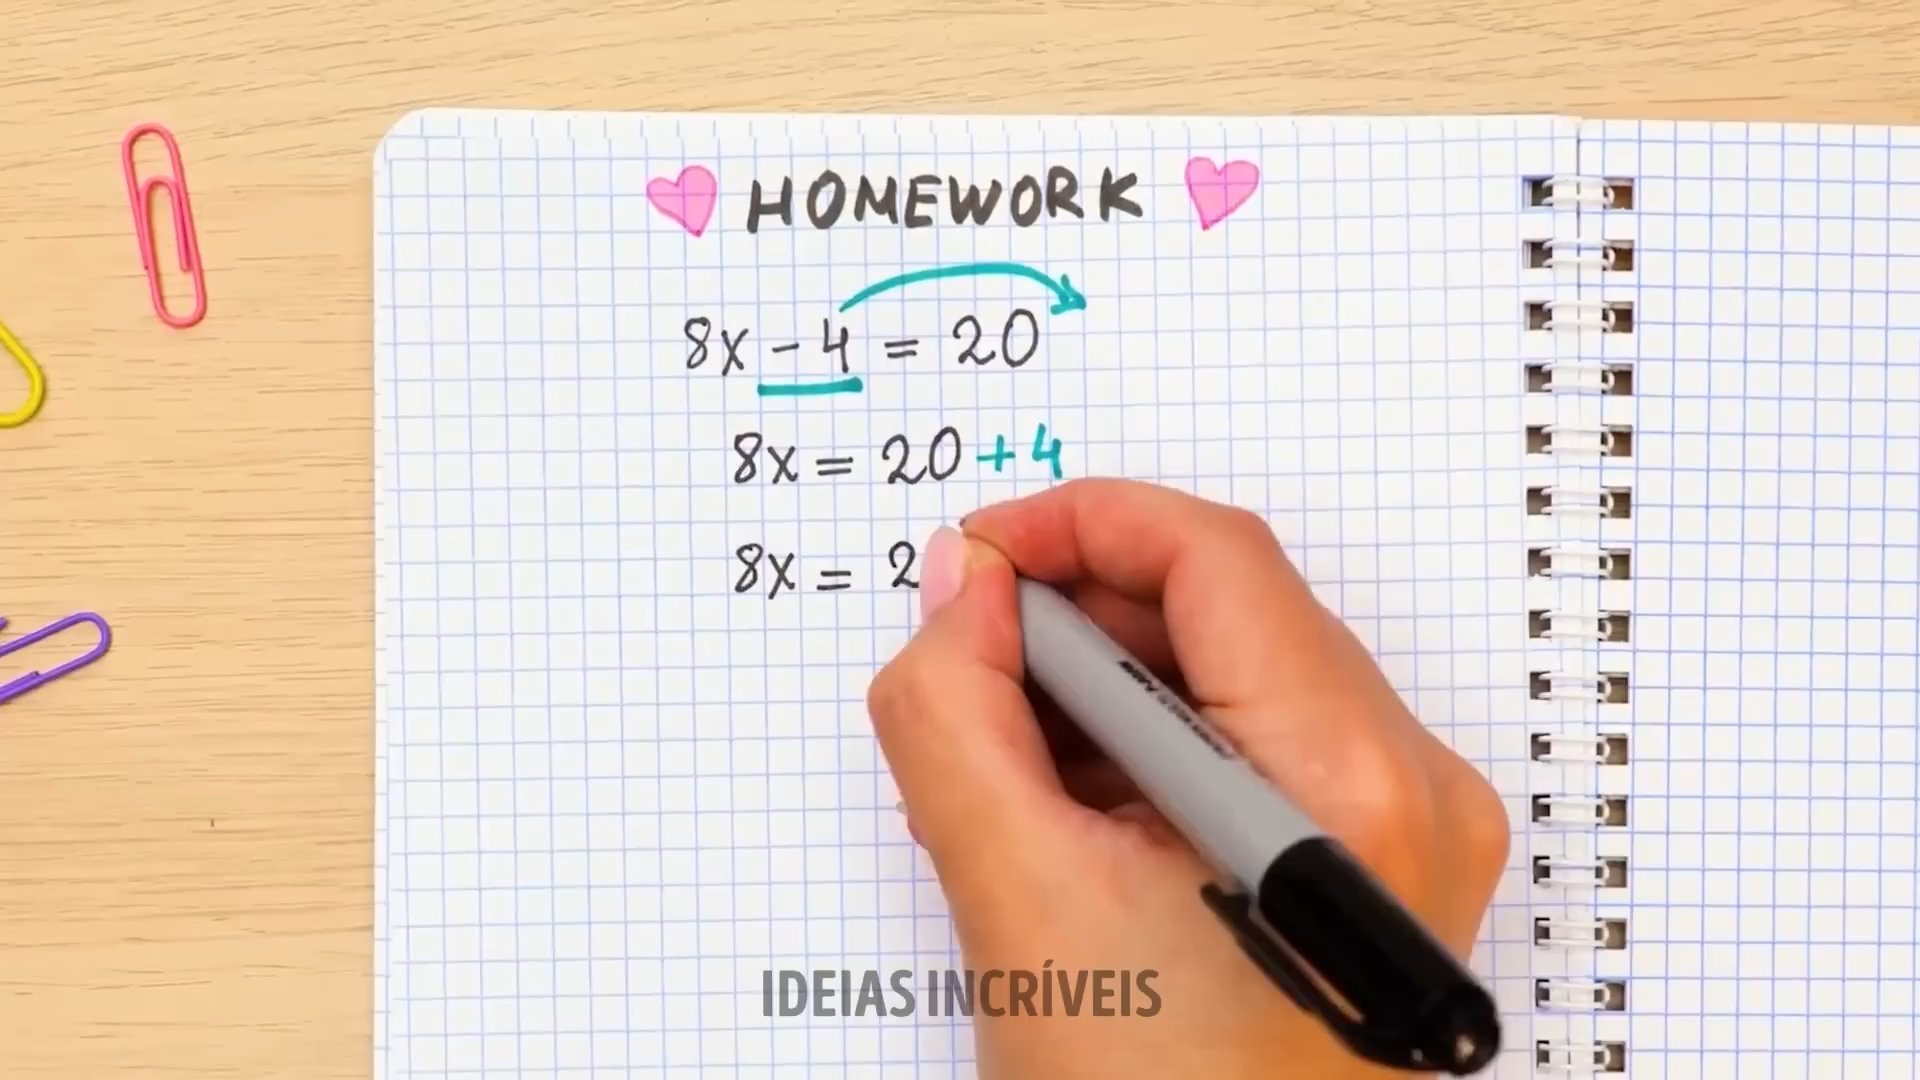 HOMEWORK
8x - 4 = 20
8x = 20 + 4
8x = 2
IDEIAS INCRÍVEIS